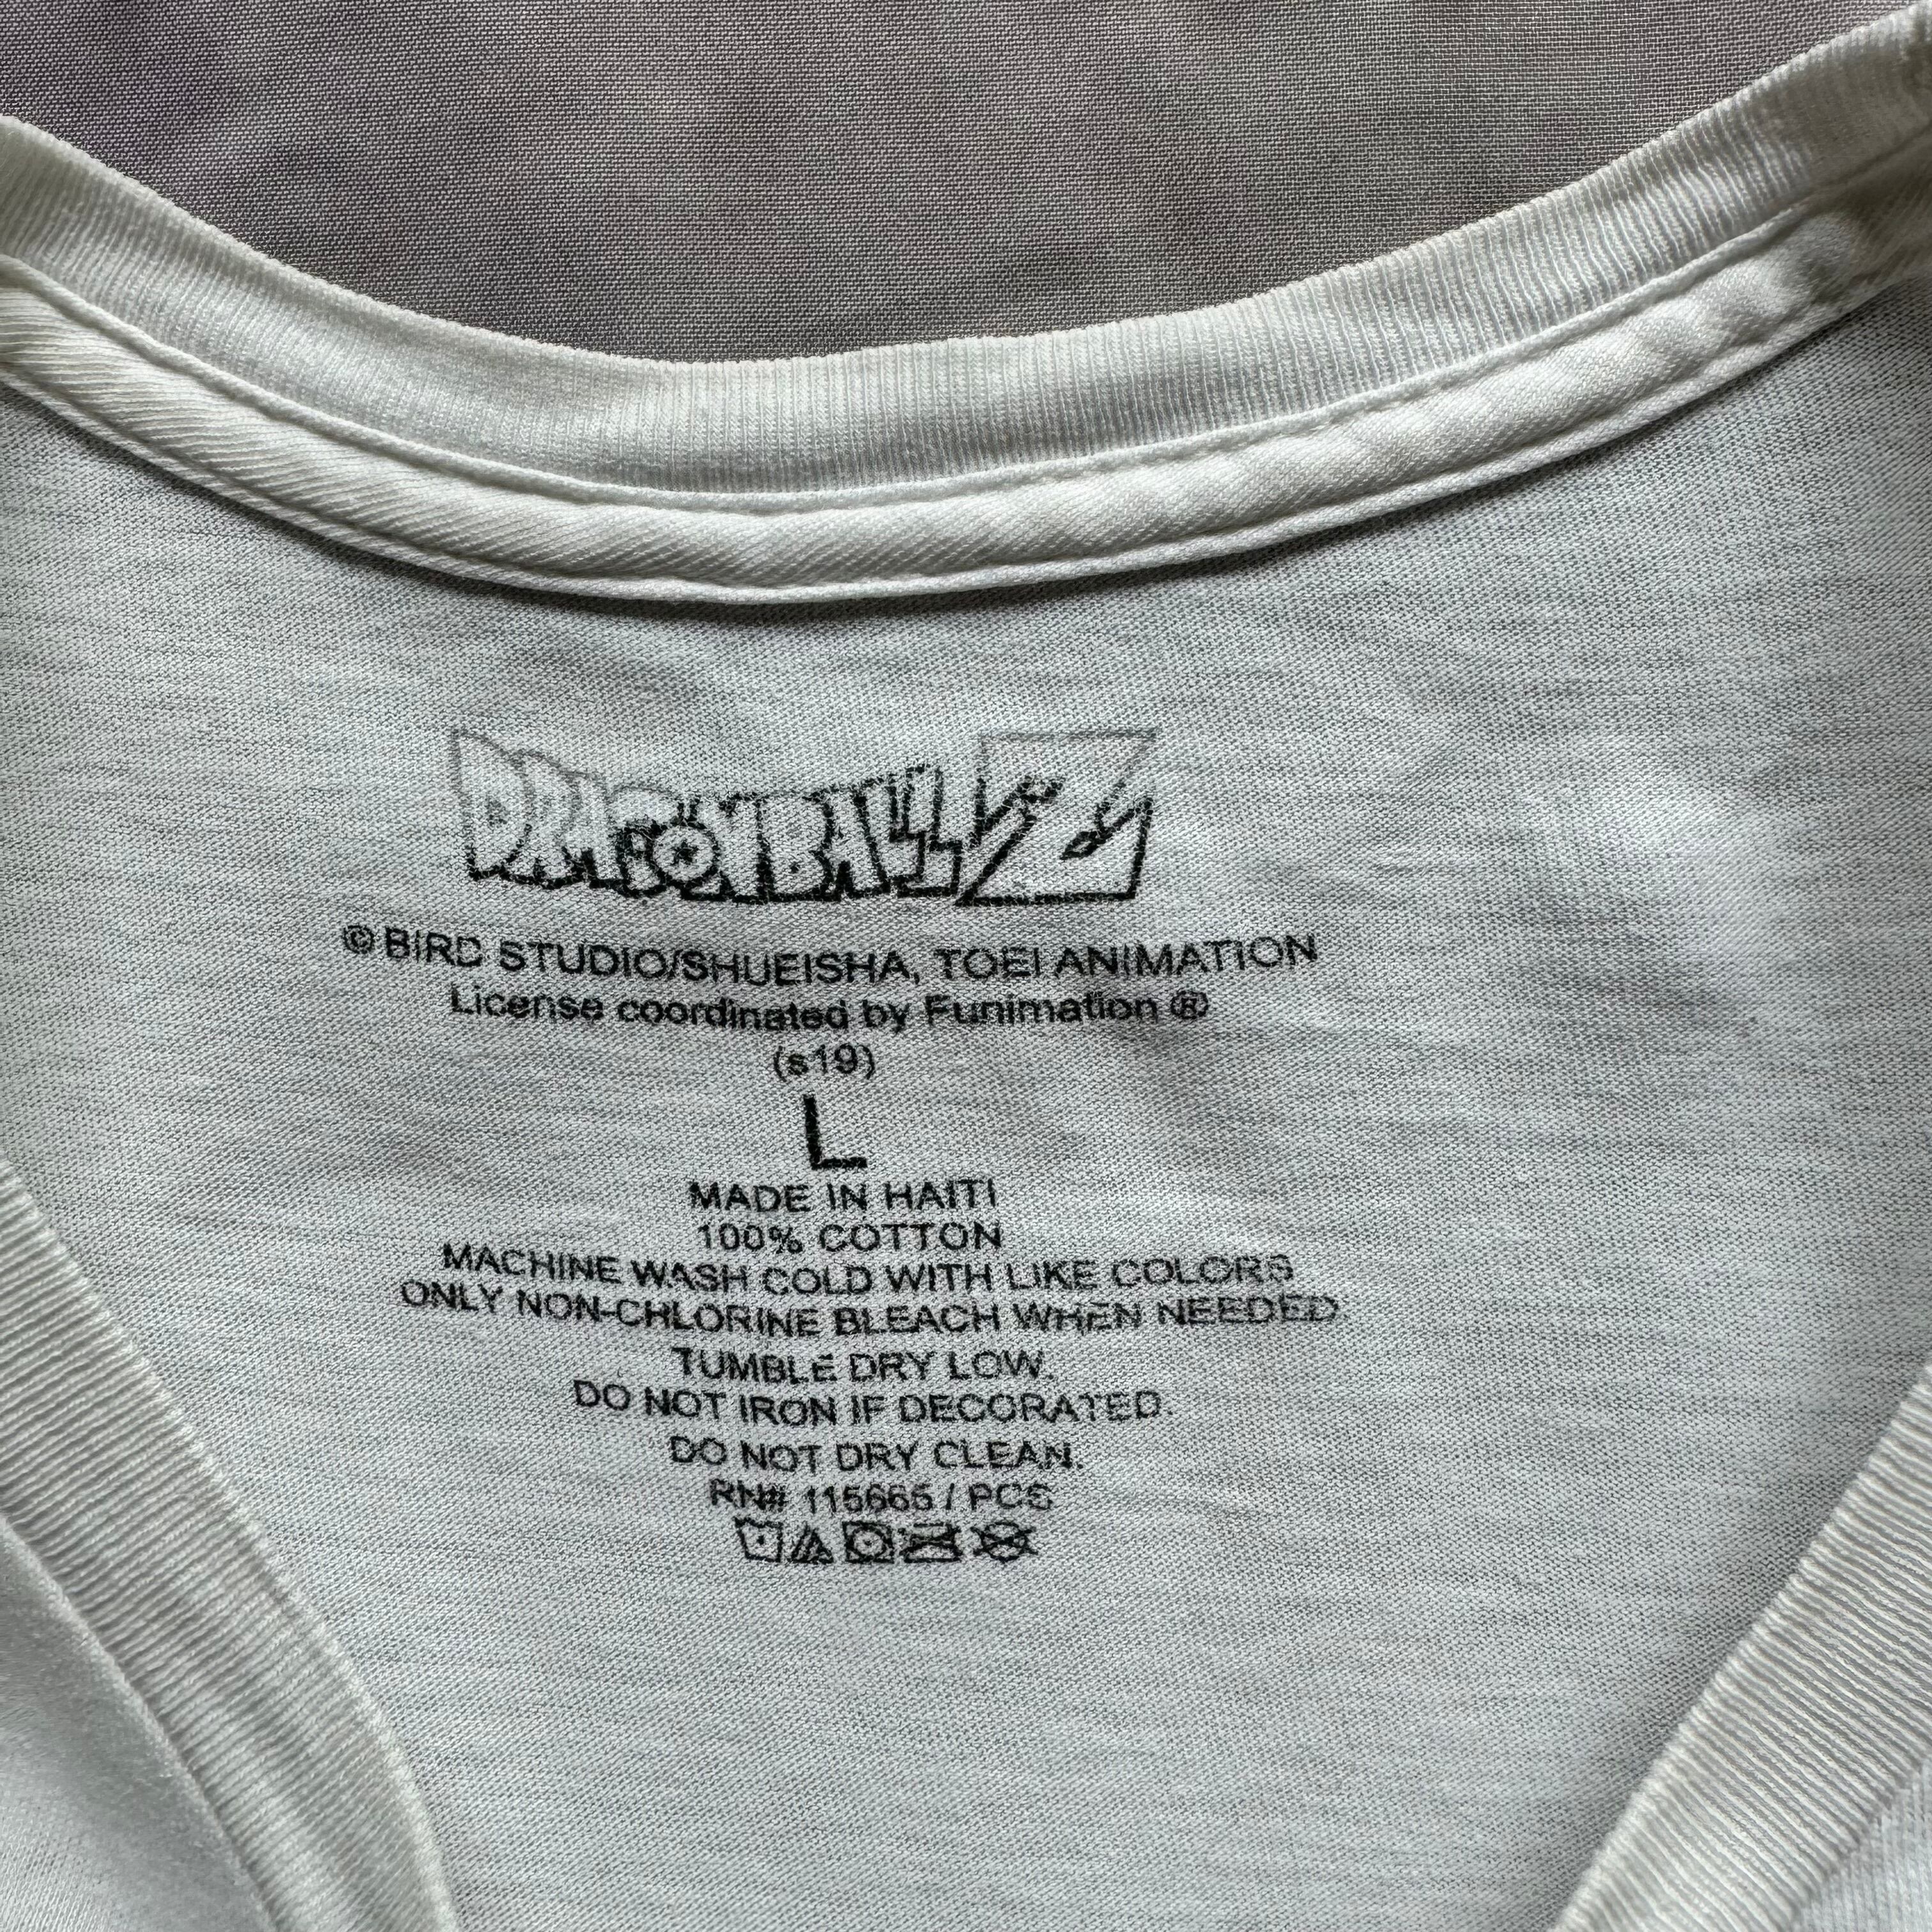 DRAGONBALL Z
© BIRD STUDIO/SHUEISHA, TOEI ANIMATION
License coordinated by Funimation ®
(s19)
L
MADE IN HAITI
100% COTTON
MACHINE WASH COLD WITH LIKE COLORS
ONLY NON-CHLORINE BLEACH WHEN NEEDED.
TUMBLE DRY LOW.
DO NOT IRON IF DECORATED.
DO NOT DRY CLEAN.
RN# 115665 / PCS